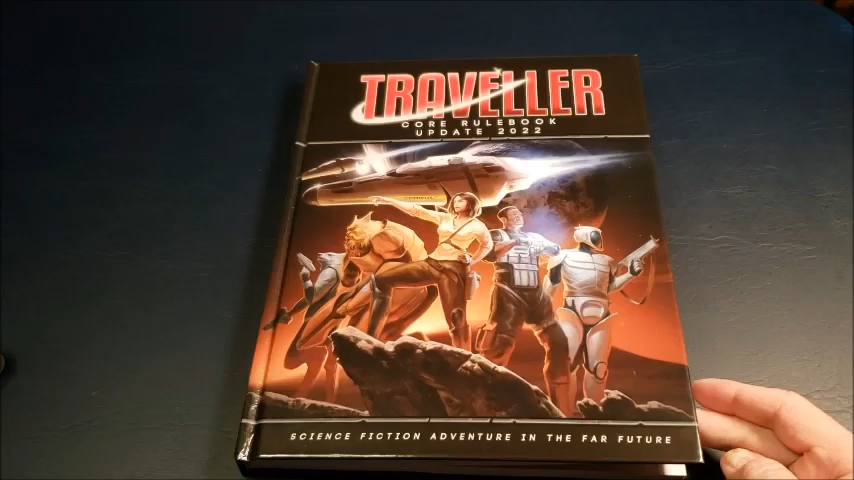 TRAVELLER
CORE RULEBOOK
UPDATE 2022
SCIENCE FICTION ADVENTURE IN THE FAR FUTURE